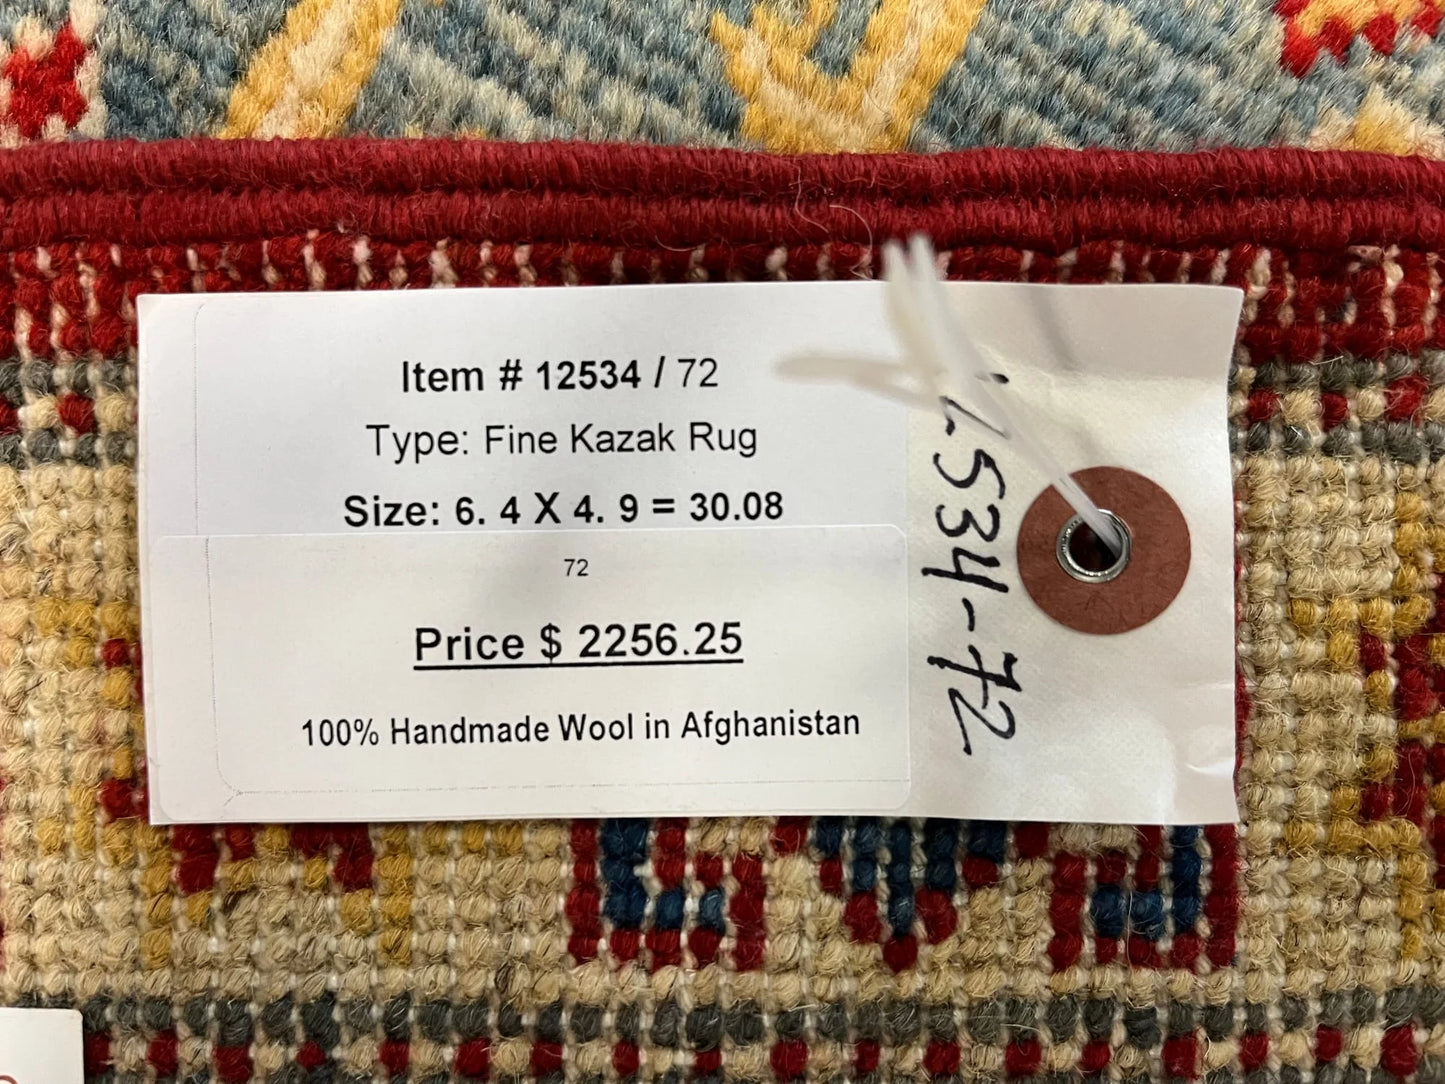 Item # 12534 / 72
Type: Fine Kazak Rug
Size: 6. 4 X 4. 9 = 30.08
72
Price $ 2256.25
100% Handmade Wool in Afghanistan
12534-72